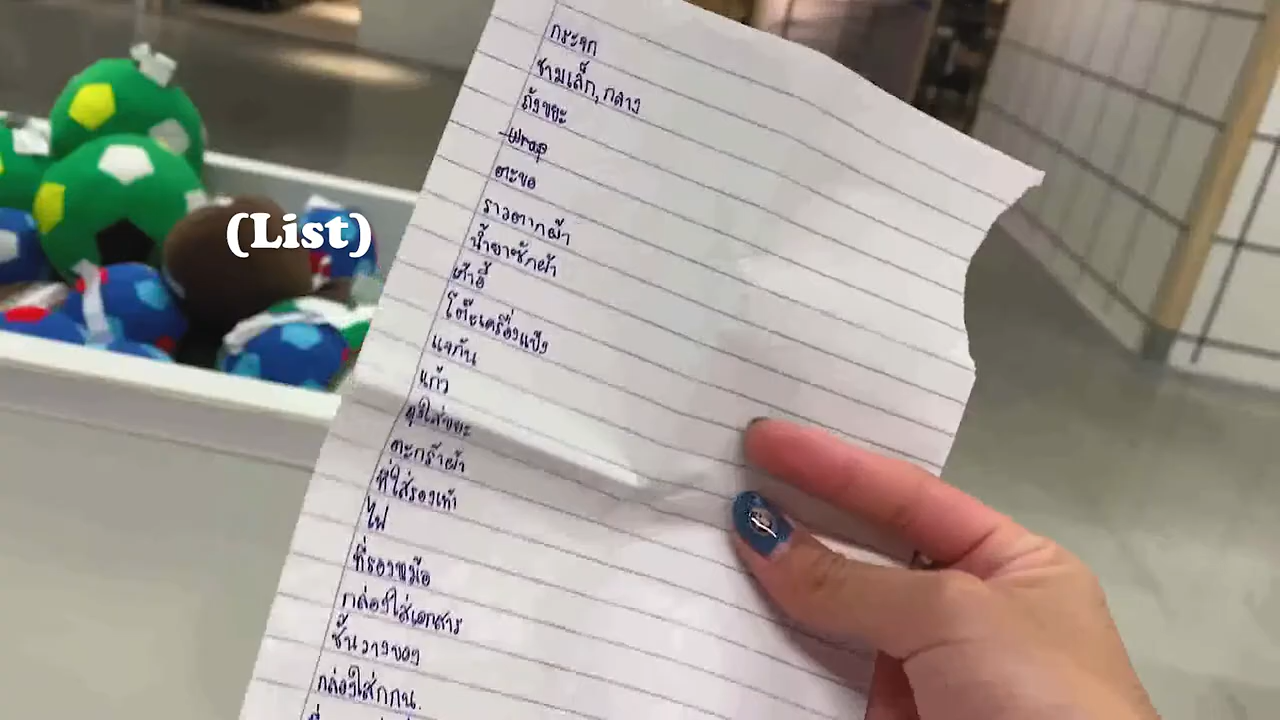 กระจก
ชามเล็ก, กลาง
ถังขยะ
wrap
ตะขอ
ราวตากผ้า
น้ำยาซักผ้า
เก้าอี้
โต๊ะเครื่องแป้ง
แจกัน
แก้ว
ถุงใส่ขยะ
ตะกร้าผ้า
ที่ใส่รองเท้า
ไฟ
ที่รองหม้อ
กล่องใส่เอกสาร
ชั้นวางของ
กล่องใส่กกน.
(List)